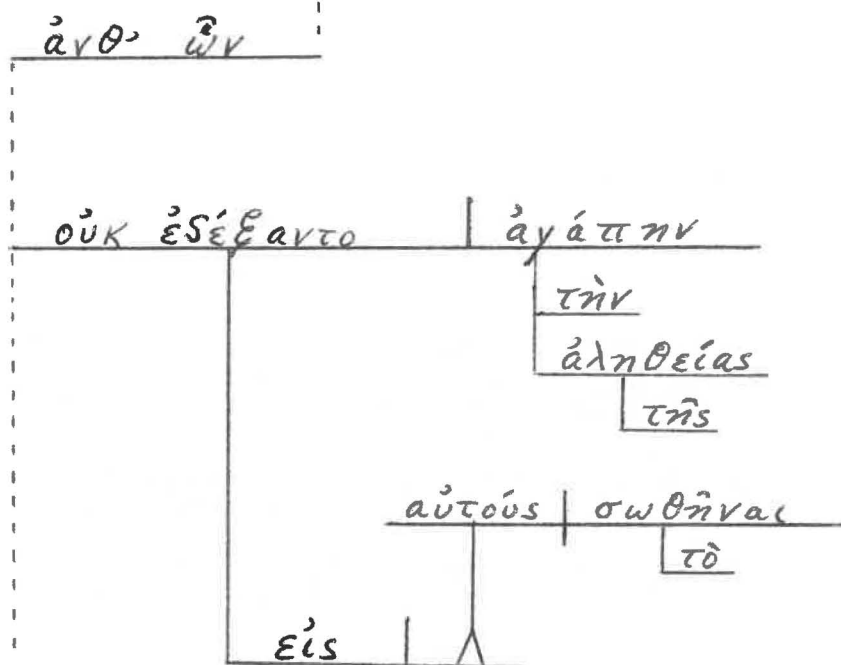 ἀνθ' ὧν
οὐκ ἐδέξαντο ἀγάπην
τὴν
ἀληθείας
τῆς
αὐτούς σωθῆναι
τὸ
εἰς